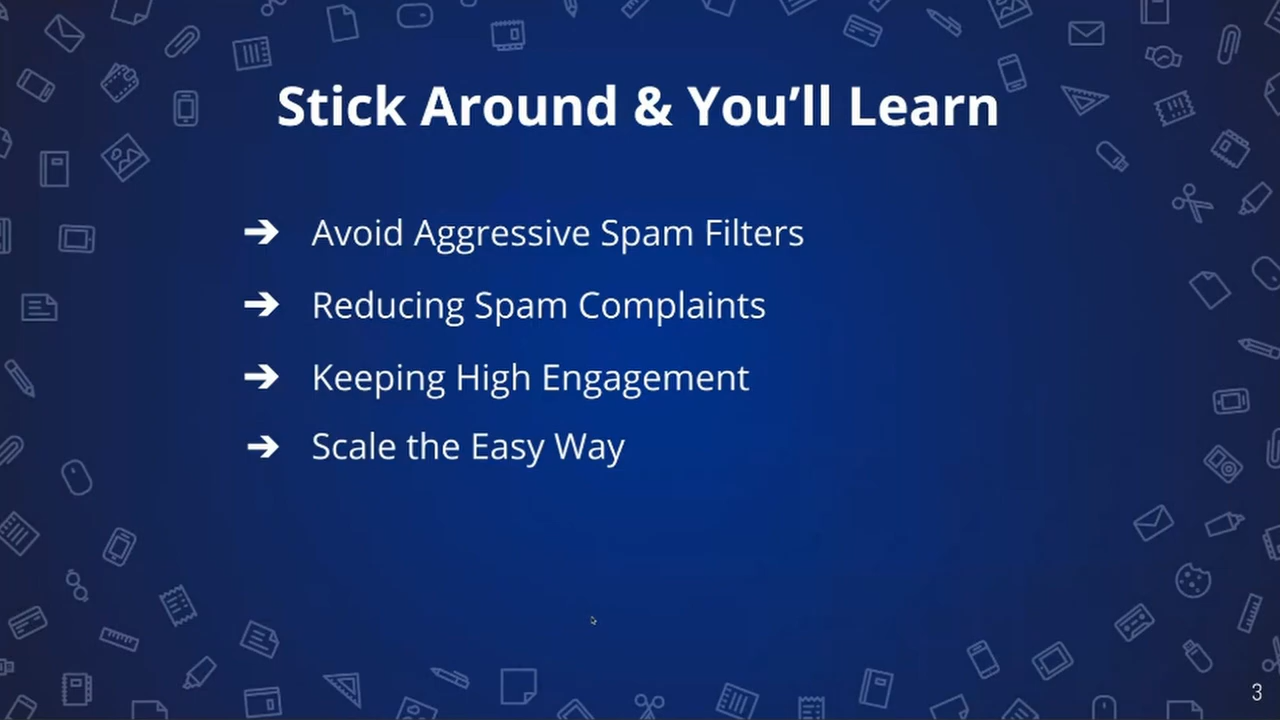 Stick Around & You’ll Learn
➔ Avoid Aggressive Spam Filters
➔ Reducing Spam Complaints
➔ Keeping High Engagement
➔ Scale the Easy Way
3